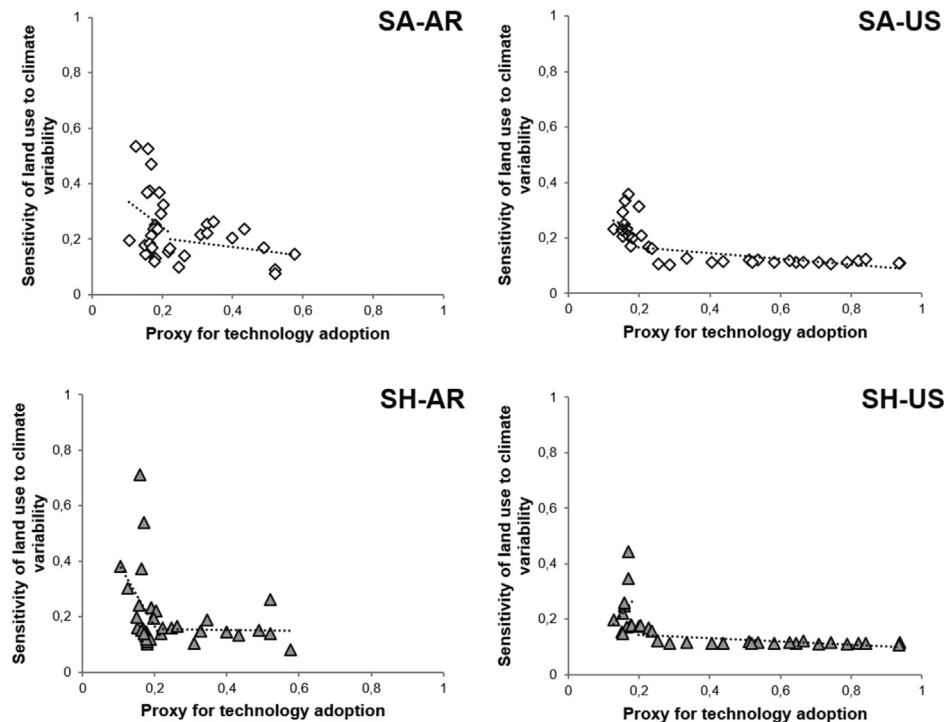 SA-AR
1
0,8
0,6
0,4
0,2
0
Sensitivity of land use to climate
variability
0 0,2 0,4 0,6 0,8 1
Proxy for technology adoption
SA-US
1
0,8
0,6
0,4
0,2
0
Sensitivity of land use to climate
variability
0 0,2 0,4 0,6 0,8 1
Proxy for technology adoption
SH-AR
1
0,8
0,6
0,4
0,2
0
Sensitivity of land use to climate
variability
0 0,2 0,4 0,6 0,8 1
Proxy for technology adoption
SH-US
1
0,8
0,6
0,4
0,2
0
Sensitivity of land use to climate
variability
0 0,2 0,4 0,6 0,8 1
Proxy for technology adoption